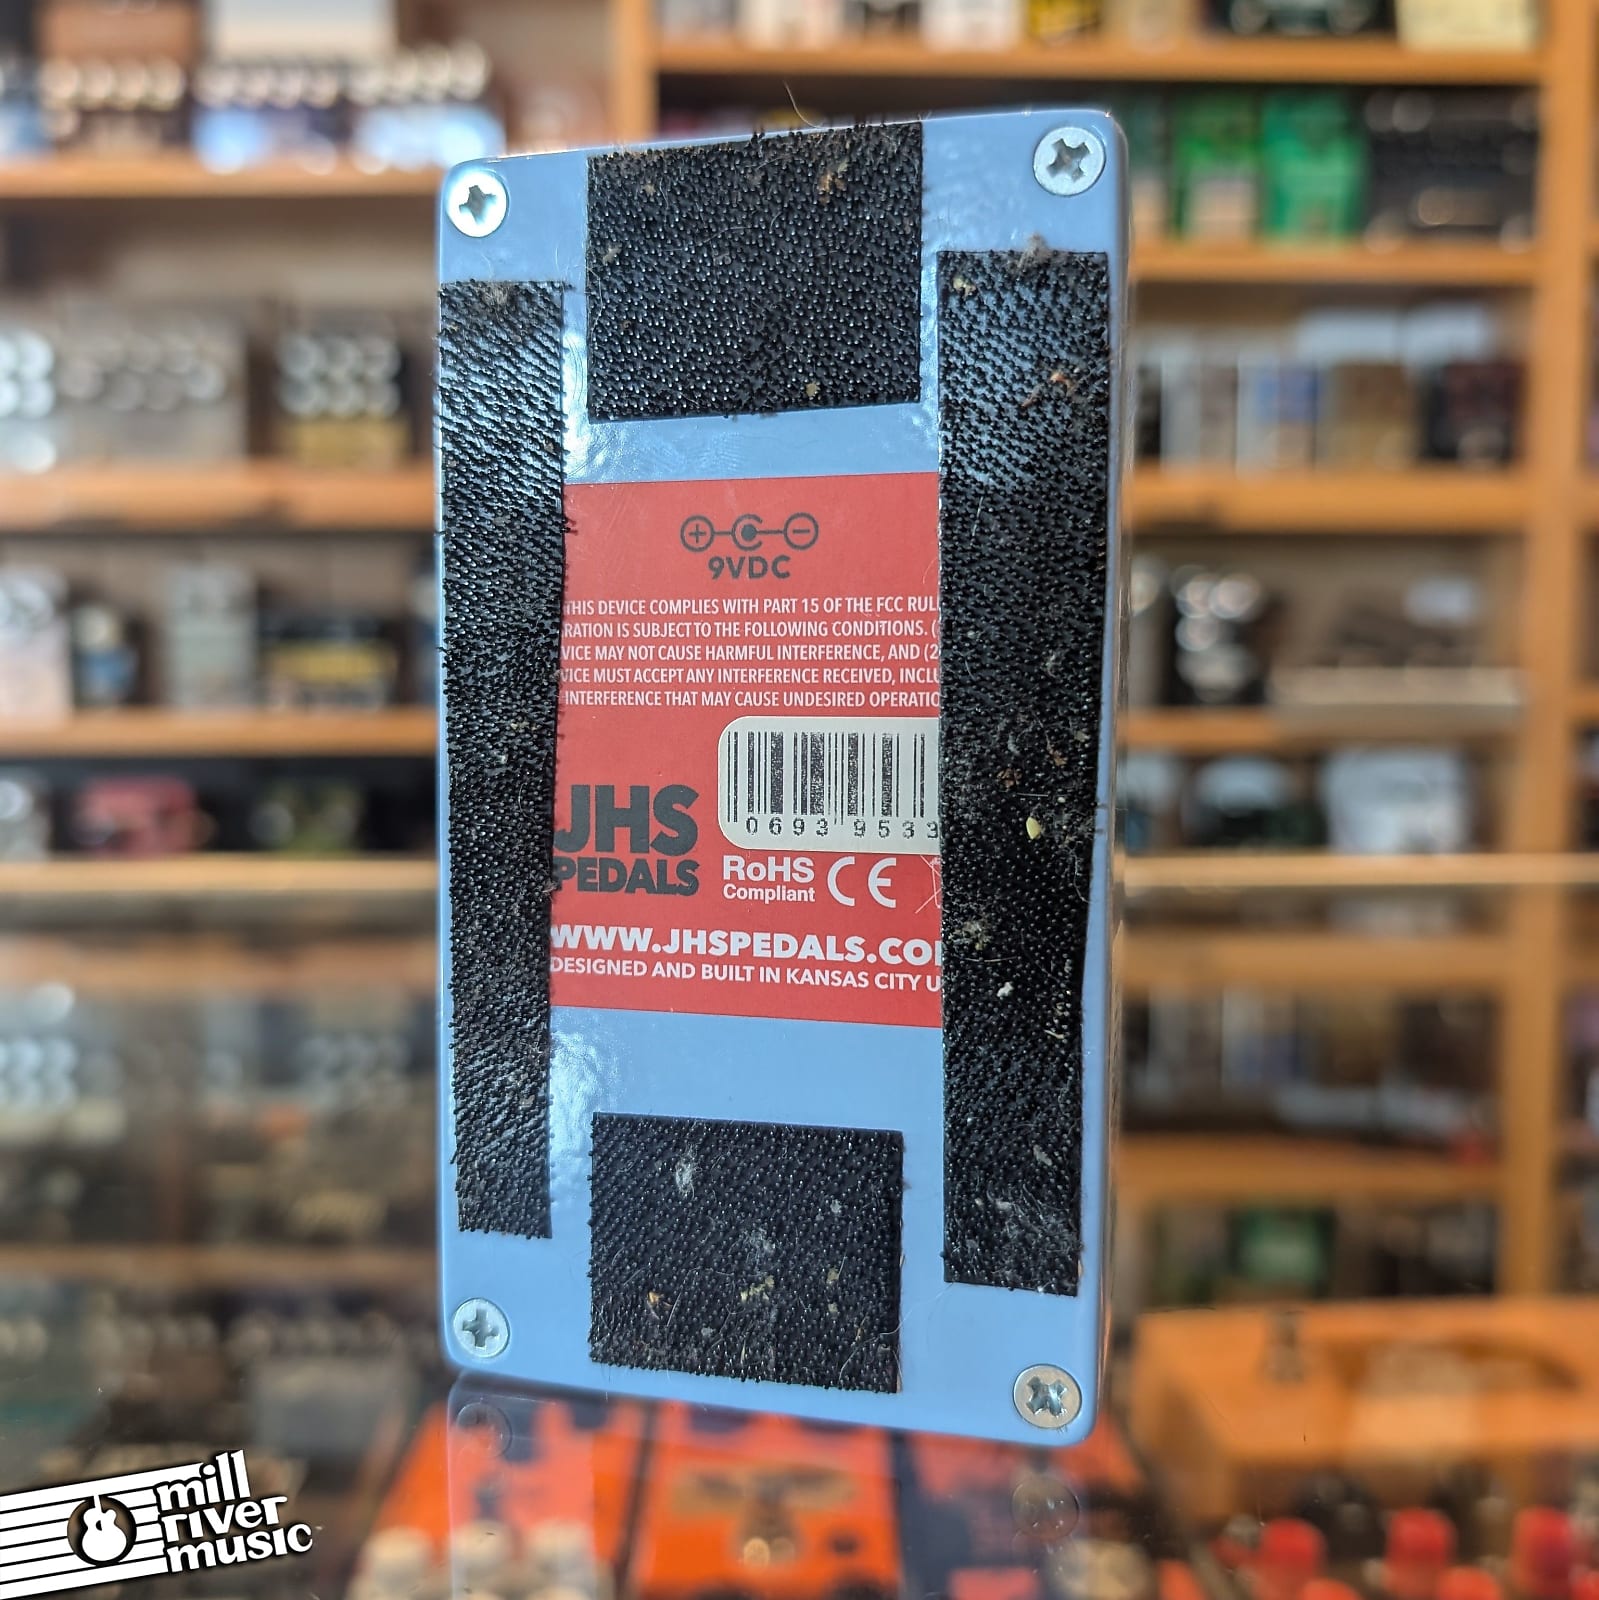 9VDC
THIS DEVICE COMPLIES WITH PART 15 OF THE FCC RUL
RATION IS SUBJECT TO THE FOLLOWING CONDITIONS. (
VICE MAY NOT CAUSE HARMFUL INTERFERENCE, AND (2
VICE MUST ACCEPT ANY INTERFERENCE RECEIVED, INCLU
INTERFERENCE THAT MAY CAUSE UNDESIRED OPERATIO
0693 9533
JHS
PEDALS
RoHS
Compliant
CE
WWW.JHSPEDALS.CO
DESIGNED AND BUILT IN KANSAS CITY U
mill
river
music